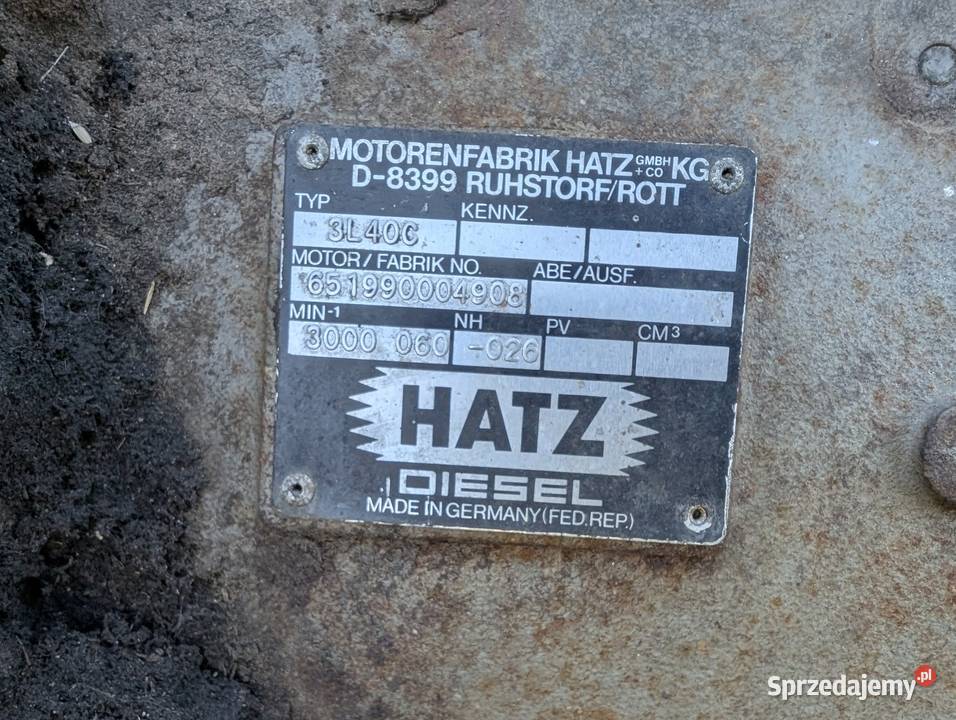 MOTORENFABRIK HATZ GMBH + CO KG
D-8399 RUHSTORF/ROTT
TYP KENNZ.
3L40C
MOTOR/FABRIK NO. ABE/AUSF.
651990004908
MIN-1 NH PV CM³
3000 060 -026
HATZ
DIESEL
MADE IN GERMANY (FED.REP.)
Sprzedajemy.pl